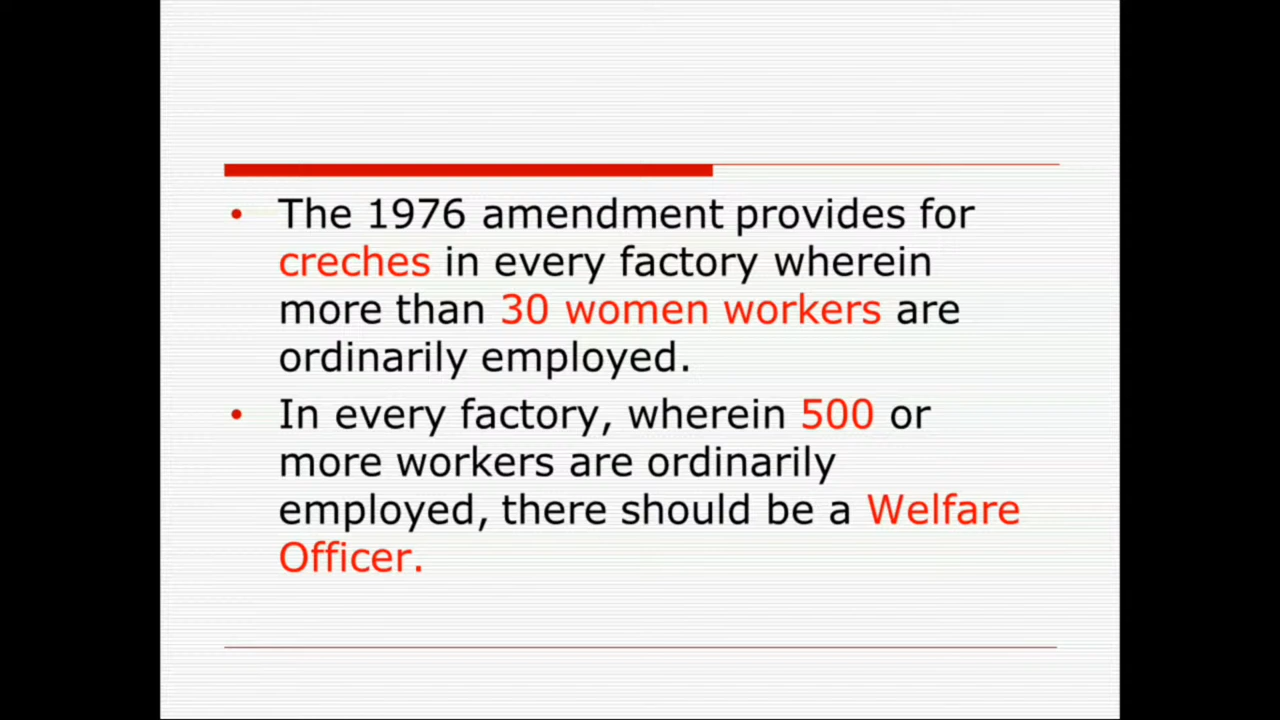 • The 1976 amendment provides for
creches in every factory wherein
more than 30 women workers are
ordinarily employed.
• In every factory, wherein 500 or
more workers are ordinarily
employed, there should be a Welfare
Officer.